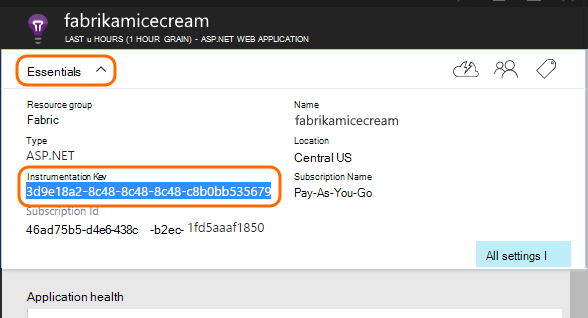 fabrikamicecream
LAST u HOURS (1 HOUR GRAIN) - ASP.NET WEB APPLICATION
Essentials
Resource group
Fabric
Name
fabrikamicecream
Type
ASP.NET
Location
Central US
Instrumentation Kev
3d9e18a2-8c48-8c48-8c48-c8b0bb535679
Subscription Name
Pay-As-You-Go
Subscription Id
46ad75b5-d4e6-438c -b2ec- 1fd5aaaf1850
All settings I
Application health